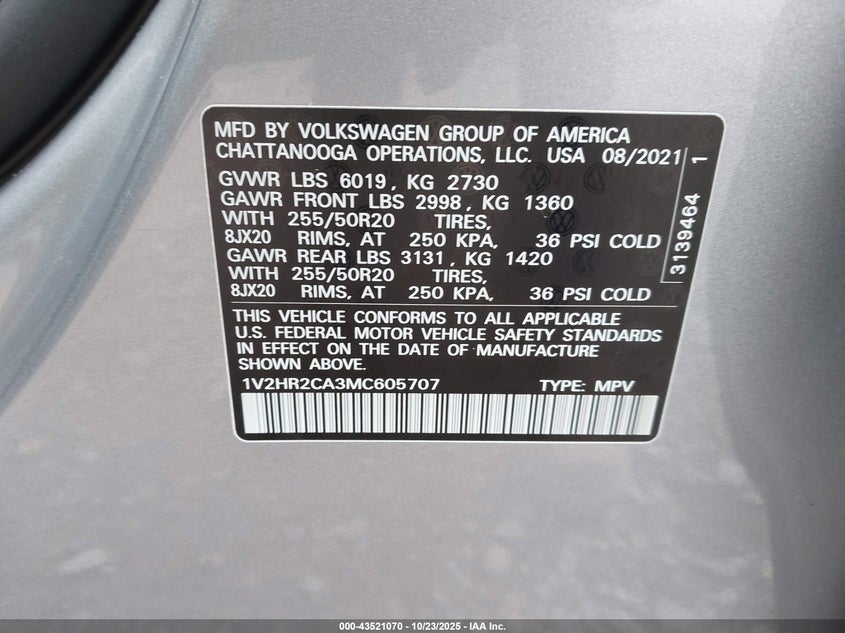 MFD BY VOLKSWAGEN GROUP OF AMERICA
CHATTANOOGA OPERATIONS, LLC. USA 08/2021
GVWR LBS 6019, KG 2730
GAWR FRONT LBS 2998, KG 1360
WITH 255/50R20 TIRES,
8JX20 RIMS, AT 250 KPA, 36 PSI COLD
GAWR REAR LBS 3131, KG 1420
WITH 255/50R20 TIRES,
8JX20 RIMS, AT 250 KPA, 36 PSI COLD
3139464 1
THIS VEHICLE CONFORMS TO ALL APPLICABLE
U.S. FEDERAL MOTOR VEHICLE SAFETY STANDARDS
IN EFFECT ON THE DATE OF MANUFACTURE
SHOWN ABOVE.
1V2HR2CA3MC605707 TYPE: MPV
000-43521070 - 10/23/2025 - IAA Inc.